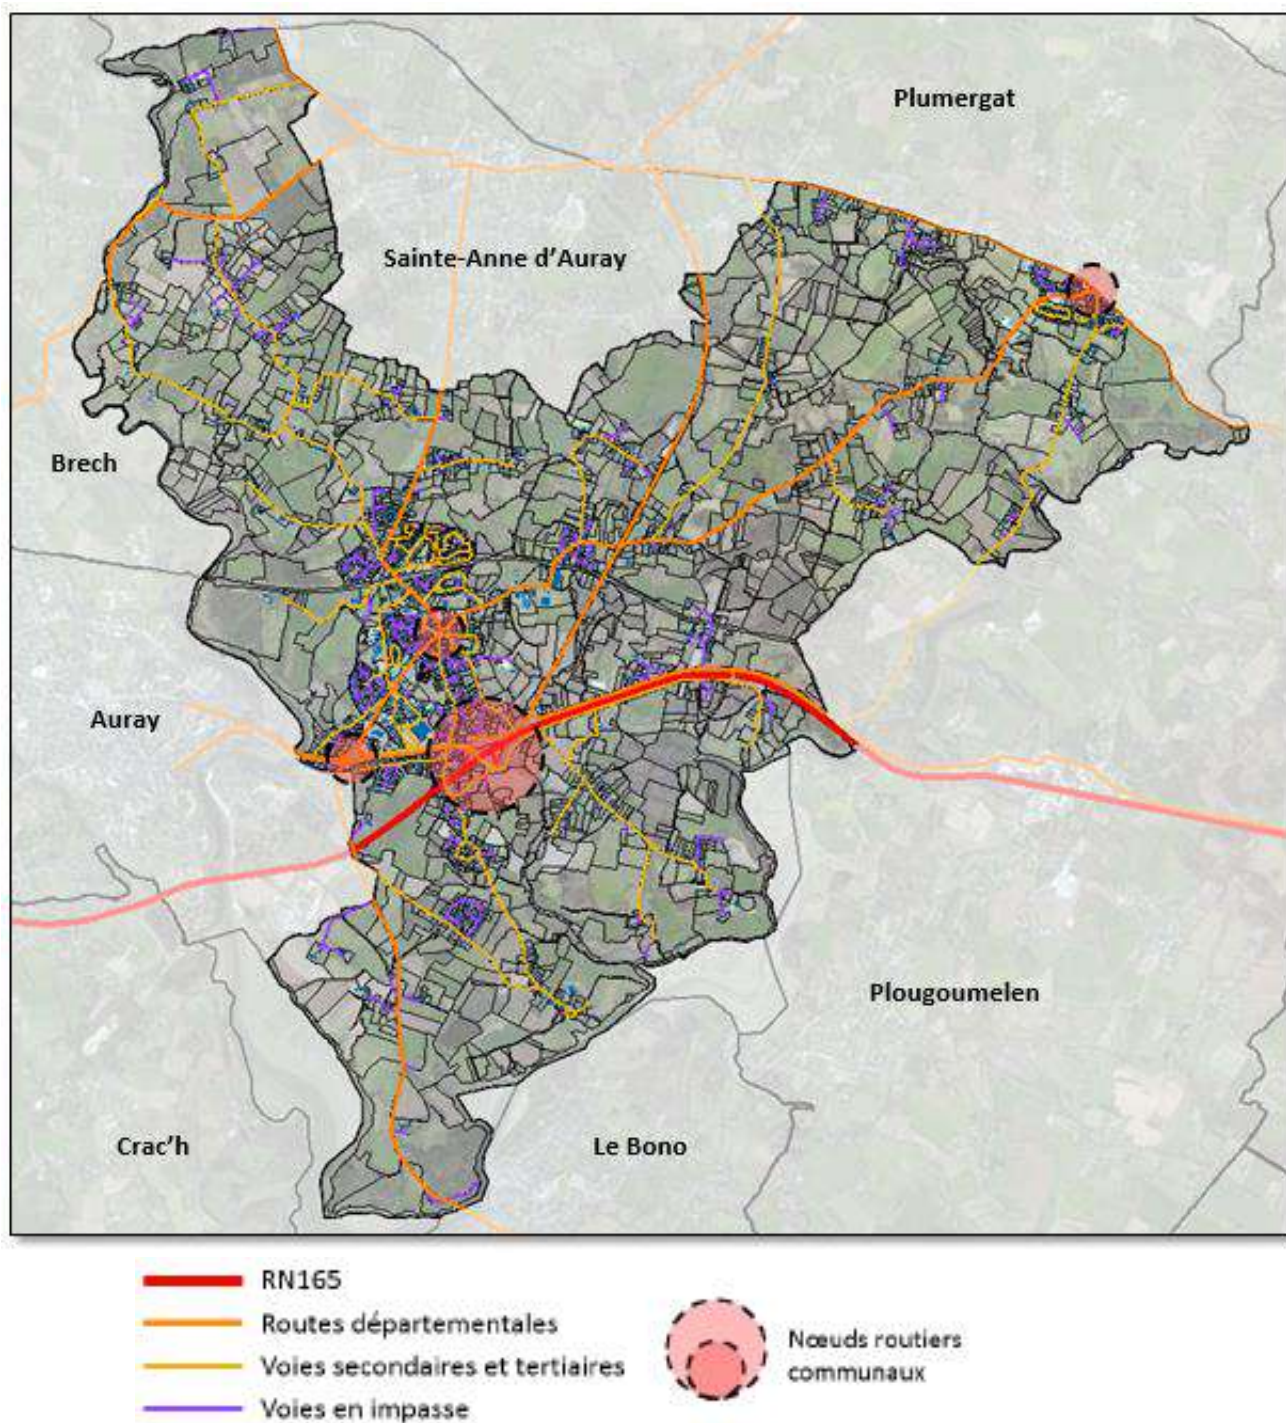 Plumergat
Sainte-Anne d’Auray
Brech
Auray
Plougoumelen
Crac’h
Le Bono
RN165
Routes départementales
Voies secondaires et tertiaires
Voies en impasse
Nœuds routiers
communaux